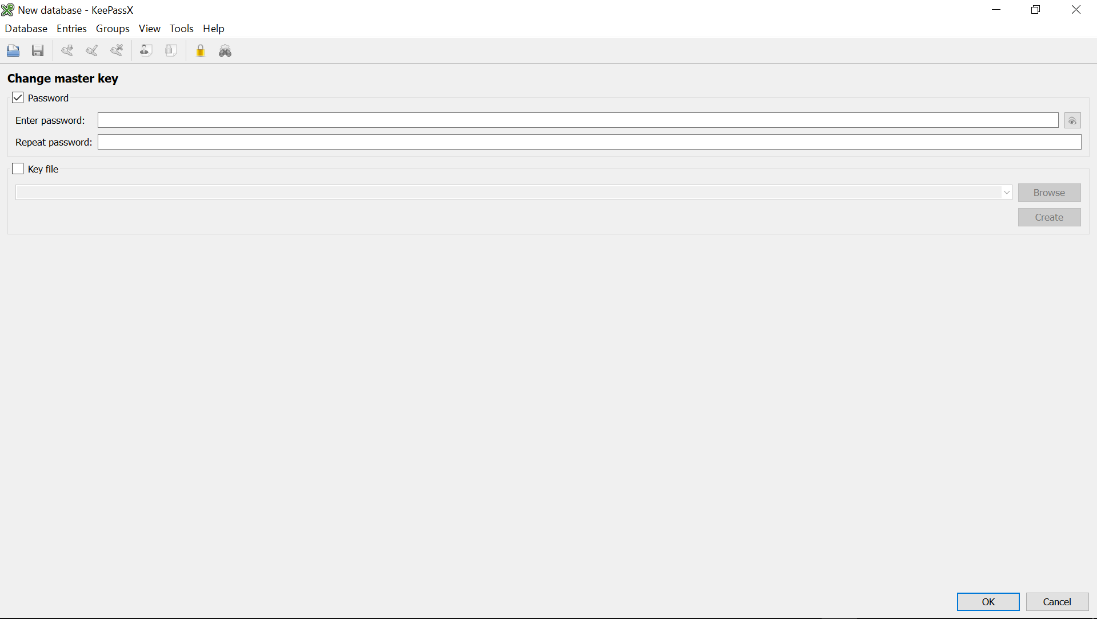 New database - KeePassX
Database Entries Groups View Tools Help
Change master key
Password
Enter password:
Repeat password:
Key file
Browse
Create
OK Cancel